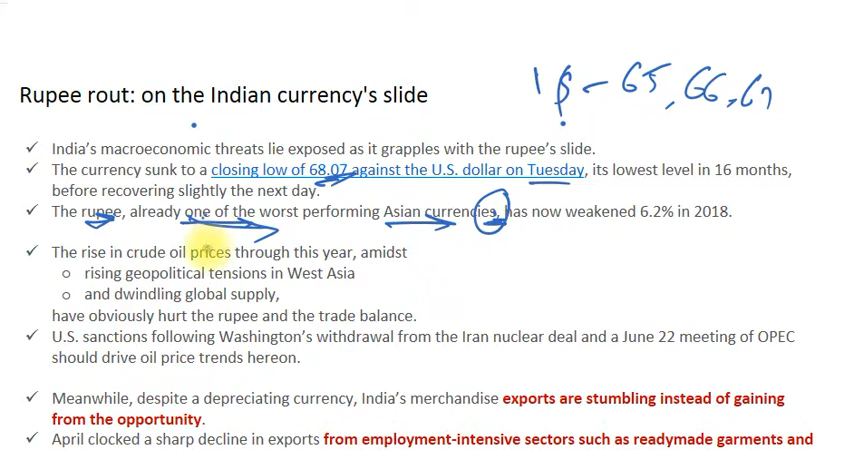 1 $ – 65, 66, 67
Rupee rout: on the Indian currency's slide
✓ India's macroeconomic threats lie exposed as it grapples with the rupee's slide.
✓ The currency sunk to a closing low of 68.07 against the U.S. dollar on Tuesday, its lowest level in 16 months,
before recovering slightly the next day.
✓ The rupee, already one of the worst performing Asian currencies, has now weakened 6.2% in 2018.
✓ The rise in crude oil prices through this year, amidst
o rising geopolitical tensions in West Asia
o and dwindling global supply,
have obviously hurt the rupee and the trade balance.
✓ U.S. sanctions following Washington's withdrawal from the Iran nuclear deal and a June 22 meeting of OPEC
should drive oil price trends hereon.
✓ Meanwhile, despite a depreciating currency, India's merchandise exports are stumbling instead of gaining
from the opportunity.
✓ April clocked a sharp decline in exports from employment-intensive sectors such as readymade garments and